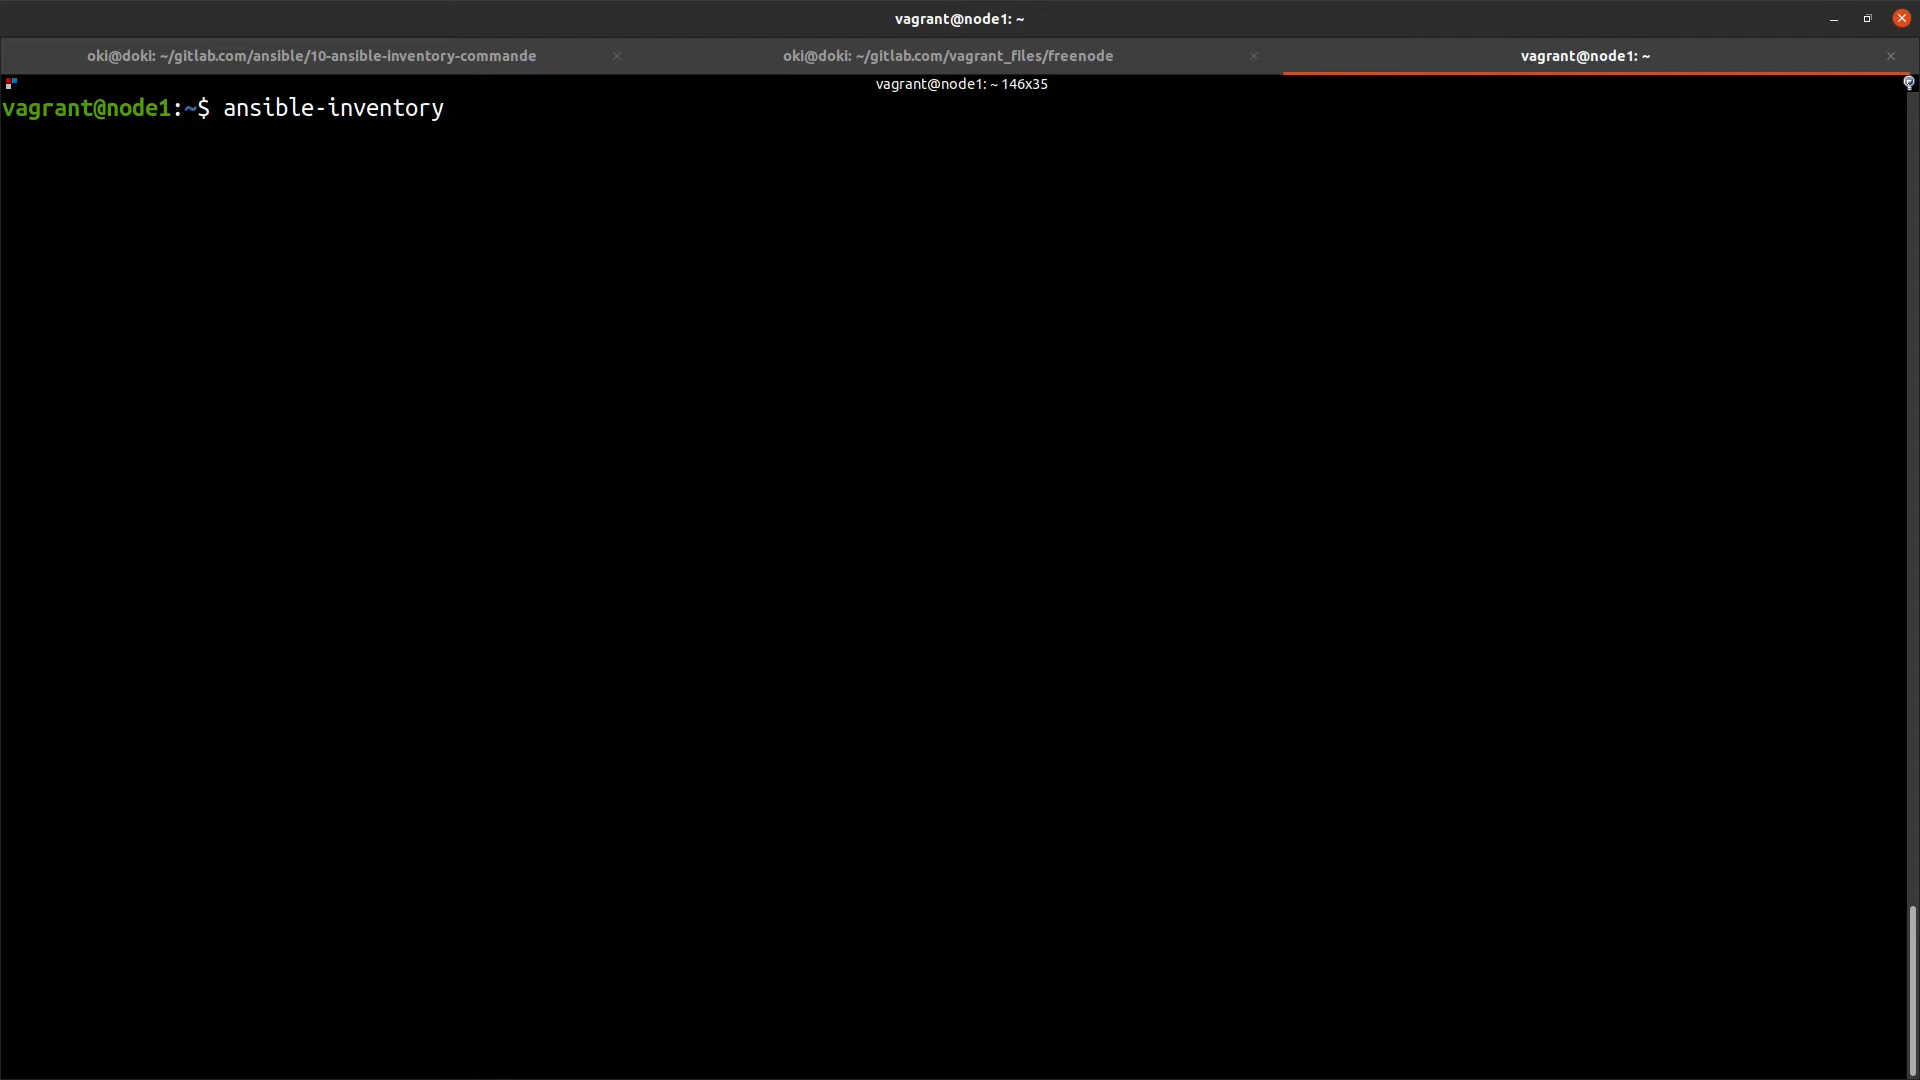 vagrant@node1: ~
oki@doki: ~/gitlab.com/ansible/10-ansible-inventory-commande
oki@doki: ~/gitlab.com/vagrant_files/freenode
vagrant@node1: ~
vagrant@node1: ~ 146x35
vagrant@node1:~$ ansible-inventory